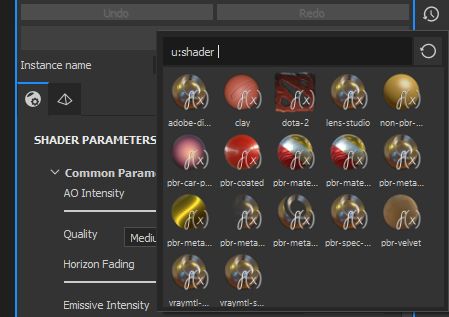 Undo Redo
u:shader
Instance name
adobe-di... clay dota-2 lens-studio non-pbr-...
SHADER PARAMETERS
pbr-car-p... pbr-coated pbr-mate... pbr-mate... pbr-meta...
Common Parame
AO Intensity
Quality Mediu
pbr-meta... pbr-meta... pbr-meta... pbr-spec-... pbr-velvet
Horizon Fading
Emissive Intensity
vraymtl-... vraymtl-s...